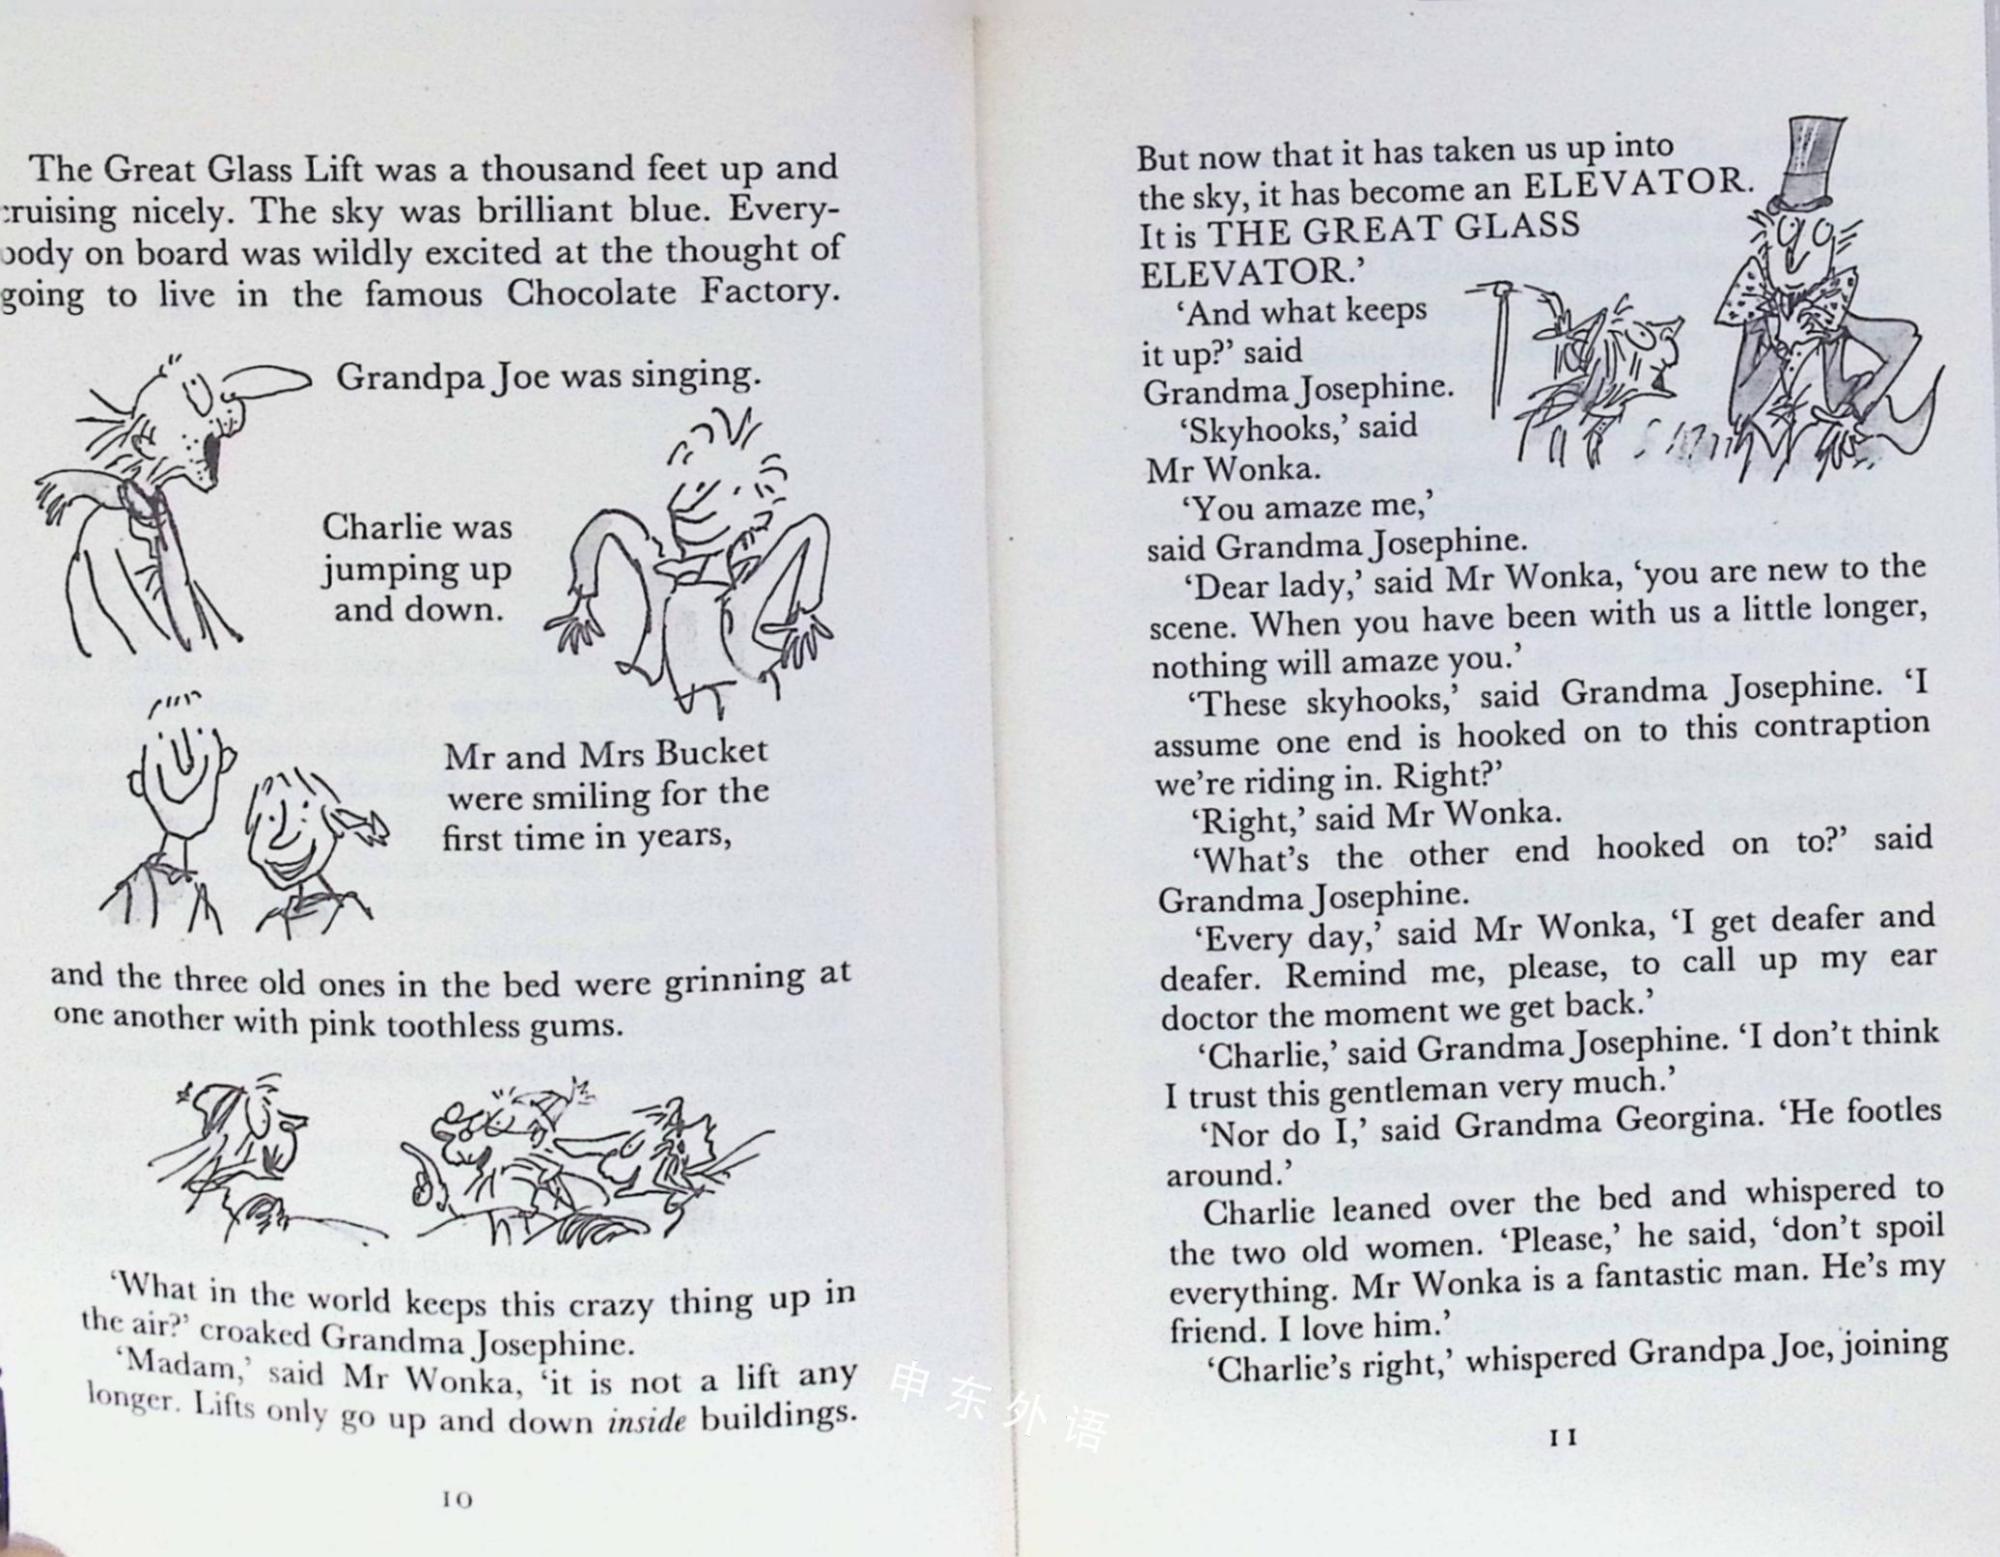 The Great Glass Lift was a thousand feet up and
cruising nicely. The sky was brilliant blue. Every-
body on board was wildly excited at the thought of
going to live in the famous Chocolate Factory.
Grandpa Joe was singing.
Charlie was
jumping up
and down.
Mr and Mrs Bucket
were smiling for the
first time in years,
and the three old ones in the bed were grinning at
one another with pink toothless gums.
‘What in the world keeps this crazy thing up in
the air?’ croaked Grandma Josephine.
‘Madam,’ said Mr Wonka, ‘it is not a lift any
longer. Lifts only go up and down inside buildings.
10
But now that it has taken us up into
the sky, it has become an ELEVATOR.
It is THE GREAT GLASS
ELEVATOR.’
‘And what keeps
it up?’ said
Grandma Josephine.
‘Skyhooks,’ said
Mr Wonka.
‘You amaze me,’
said Grandma Josephine.
‘Dear lady,’ said Mr Wonka, ‘you are new to the
scene. When you have been with us a little longer,
nothing will amaze you.’
‘These skyhooks,’ said Grandma Josephine. ‘I
assume one end is hooked on to this contraption
we’re riding in. Right?’
‘Right,’ said Mr Wonka.
‘What’s the other end hooked on to?’ said
Grandma Josephine.
‘Every day,’ said Mr Wonka, ‘I get deafer and
deafer. Remind me, please, to call up my ear
doctor the moment we get back.’
‘Charlie,’ said Grandma Josephine. ‘I don’t think
I trust this gentleman very much.’
‘Nor do I,’ said Grandma Georgina. ‘He footles
around.’
Charlie leaned over the bed and whispered to
the two old women. ‘Please,’ he said, ‘don’t spoil
everything. Mr Wonka is a fantastic man. He’s my
friend. I love him.’
‘Charlie’s right,’ whispered Grandpa Joe, joining
11
申东外语